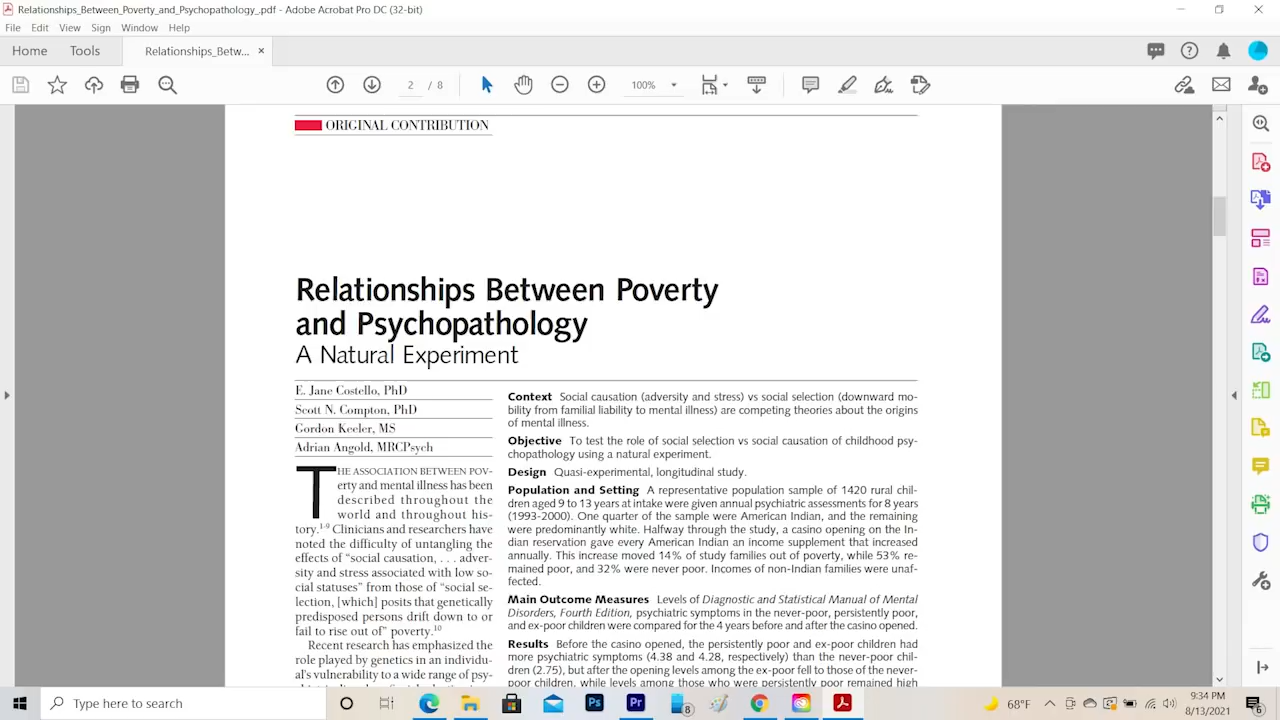 Relationships_Between_Poverty_and_Psychopathology_.pdf - Adobe Acrobat Pro DC (32-bit)
File Edit View Sign Window Help
Home Tools Relationships_Betw... ×
2 / 8 100%
ORIGINAL CONTRIBUTION
Relationships Between Poverty
and Psychopathology
A Natural Experiment
E. Jane Costello, PhD
Scott N. Compton, PhD
Gordon Keeler, MS
Adrian Angold, MRCPsych
THE ASSOCIATION BETWEEN POV-
erty and mental illness has been
described throughout the
world and throughout his-
tory.1-9 Clinicians and researchers have
noted the difficulty of untangling the
effects of “social causation, . . . adver-
sity and stress associated with low so-
cial statuses” from those of “social se-
lection, [which] posits that genetically
predisposed persons drift down to or
fail to rise out of” poverty.10
Recent research has emphasized the
role played by genetics in an individu-
al's vulnerability to a wide range of psy-
Context Social causation (adversity and stress) vs social selection (downward mo-
bility from familial liability to mental illness) are competing theories about the origins
of mental illness.
Objective To test the role of social selection vs social causation of childhood psy-
chopathology using a natural experiment.
Design Quasi-experimental, longitudinal study.
Population and Setting A representative population sample of 1420 rural chil-
dren aged 9 to 13 years at intake were given annual psychiatric assessments for 8 years
(1993-2000). One quarter of the sample were American Indian, and the remaining
were predominantly white. Halfway through the study, a casino opening on the In-
dian reservation gave every American Indian an income supplement that increased
annually. This increase moved 14% of study families out of poverty, while 53% re-
mained poor, and 32% were never poor. Incomes of non-Indian families were unaf-
fected.
Main Outcome Measures Levels of Diagnostic and Statistical Manual of Mental
Disorders, Fourth Edition, psychiatric symptoms in the never-poor, persistently poor,
and ex-poor children were compared for the 4 years before and after the casino opened.
Results Before the casino opened, the persistently poor and ex-poor children had
more psychiatric symptoms (4.38 and 4.28, respectively) than the never-poor chil-
dren (2.75), but after the opening levels among the ex-poor fell to those of the never-
poor children, while levels among those who were persistently poor remained high
Type here to search
Ps Pr 8
68°F
9:34 PM
8/13/2021
6